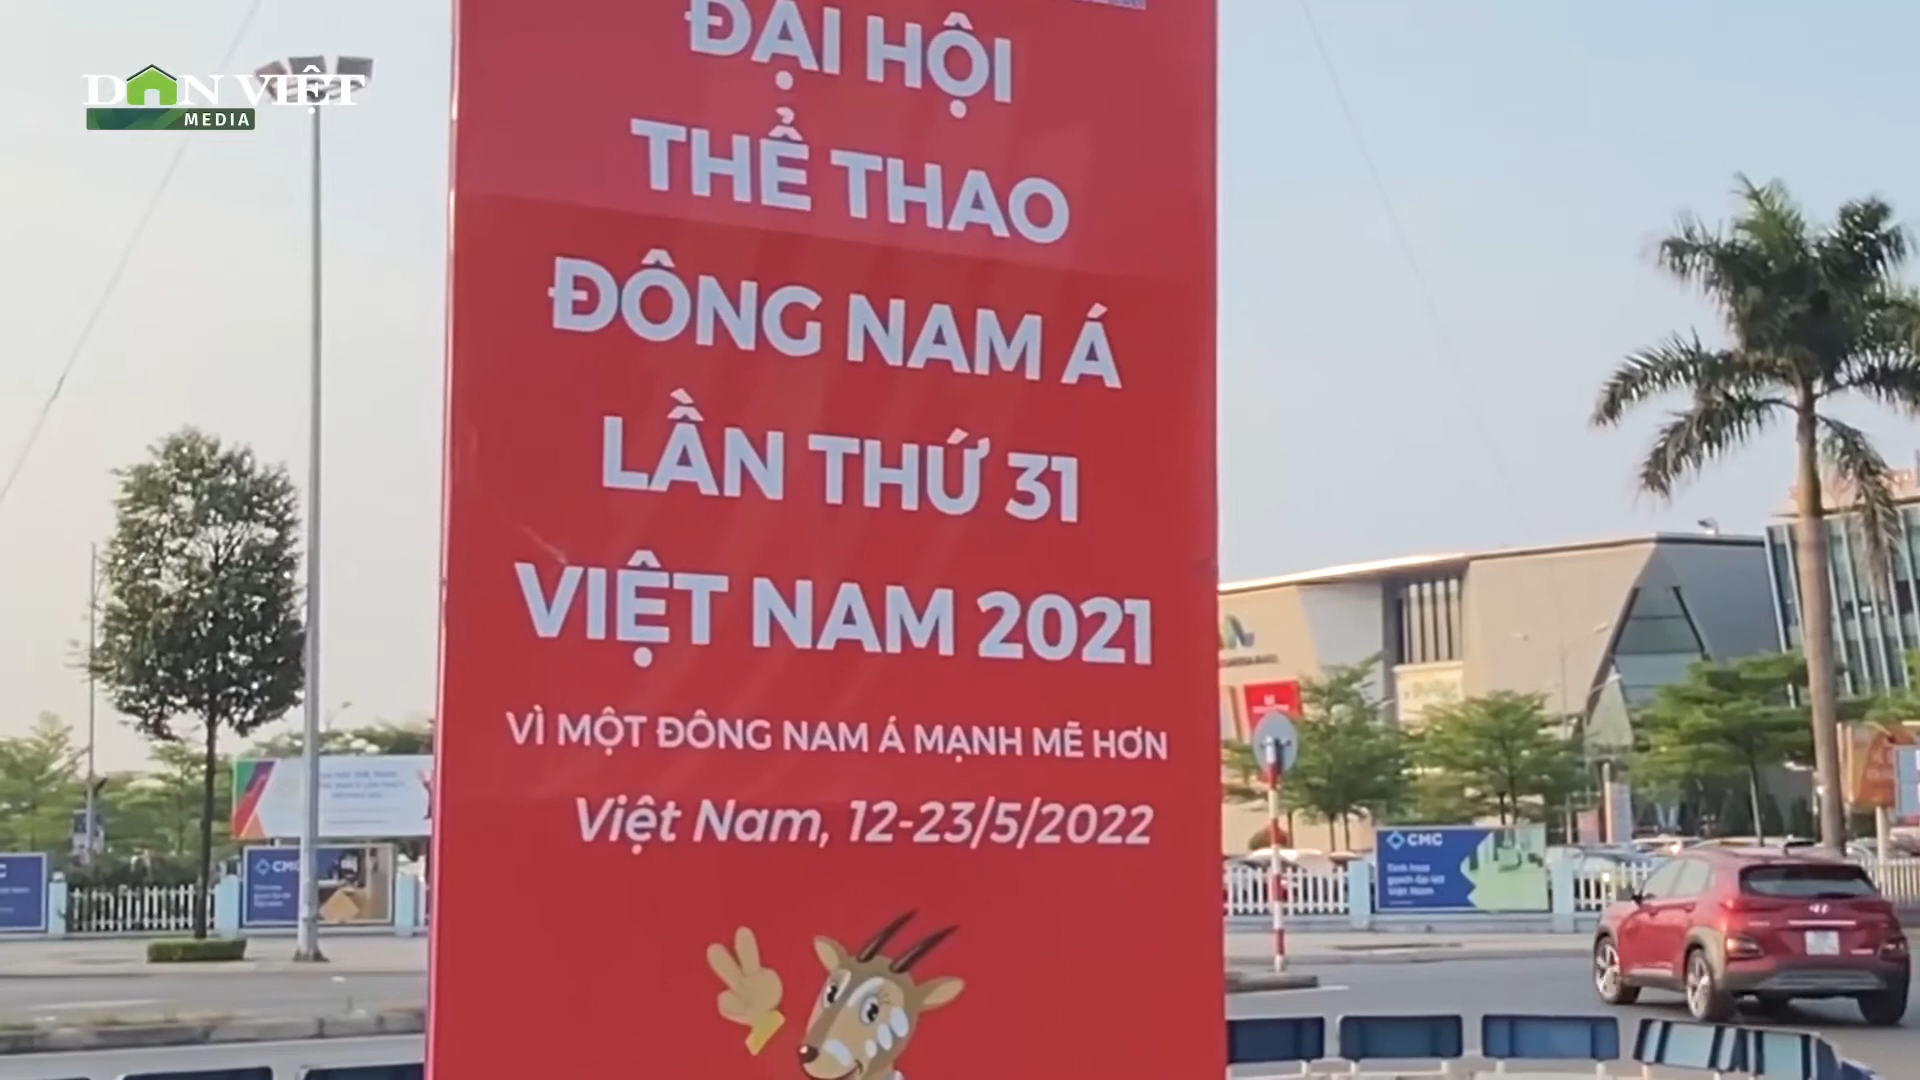 DÂN VIỆT
MEDIA
ĐẠI HỘI
THỂ THAO
ĐÔNG NAM Á
LẦN THỨ 31
VIỆT NAM 2021
VÌ MỘT ĐÔNG NAM Á MẠNH MẼ HƠN
Việt Nam, 12-23/5/2022
CMC
CMC